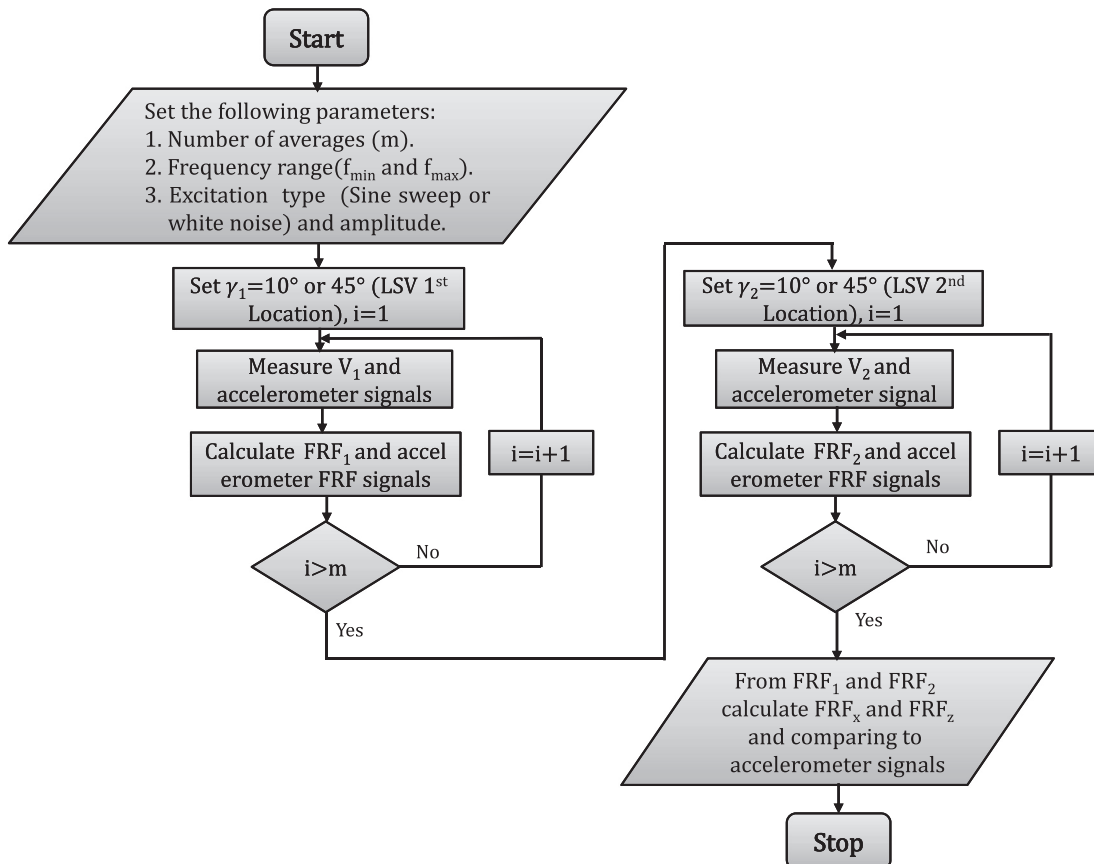 Start
Set the following parameters:
1. Number of averages (m).
2. Frequency range(fmin and fmax).
3. Excitation type (Sine sweep or
white noise) and amplitude.
Set γ1=10° or 45° (LSV 1st
Location), i=1
Measure V1 and
accelerometer signals
Calculate FRF1 and accel
erometer FRF signals
i=i+1
i>m
No
Yes
Set γ2=10° or 45° (LSV 2nd
Location), i=1
Measure V2 and
accelerometer signal
Calculate FRF2 and accel
erometer FRF signals
i=i+1
i>m
No
Yes
From FRF1 and FRF2
calculate FRFx and FRFz
and comparing to
accelerometer signals
Stop